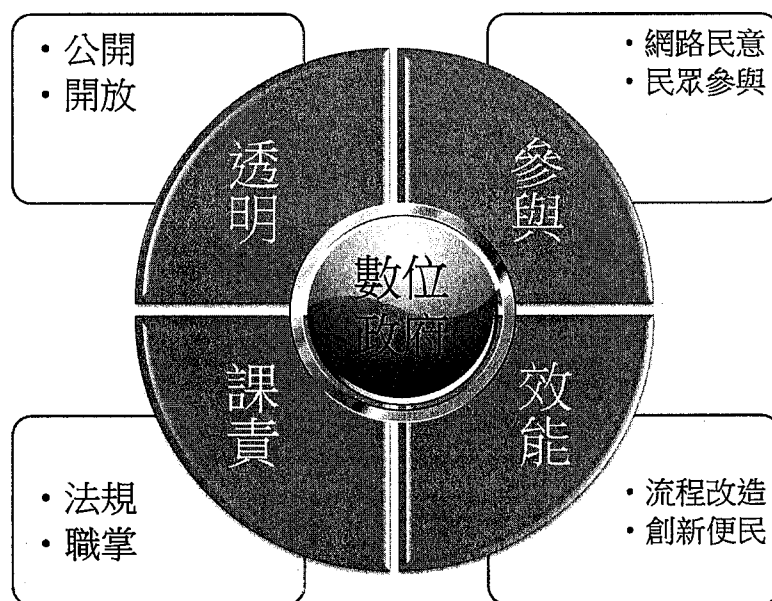 • 公開
• 開放
• 網路民意
• 民眾參與
透明
參與
數位
政府
課責
效能
• 法規
• 職掌
• 流程改造
• 創新便民